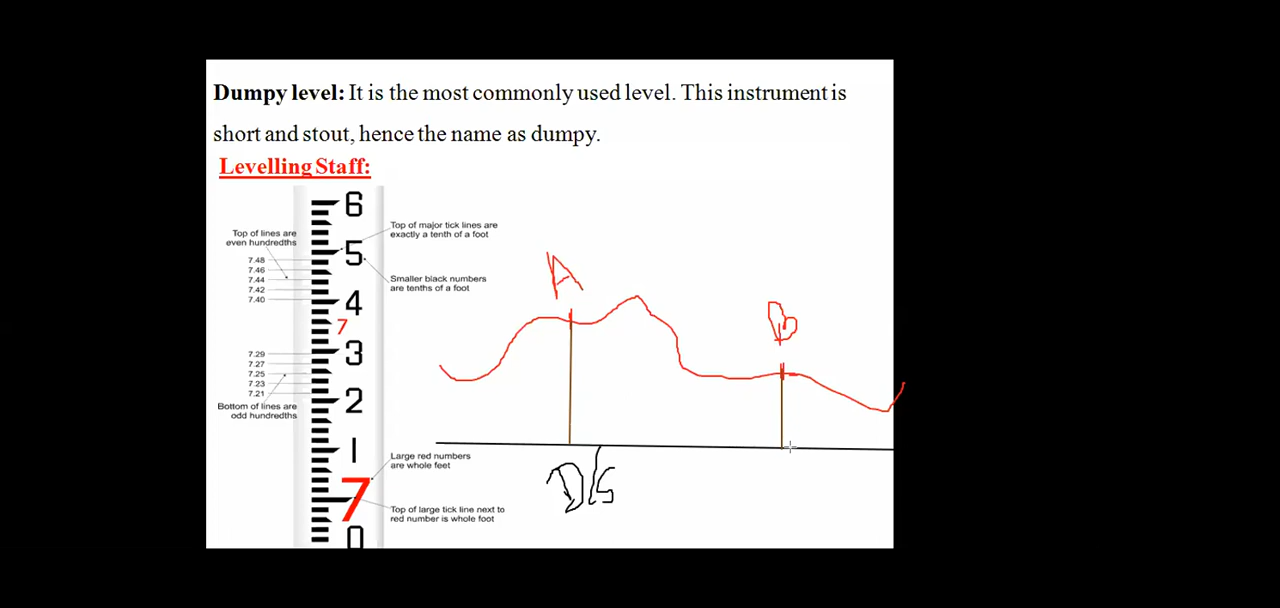 Dumpy level: It is the most commonly used level. This instrument is
short and stout, hence the name as dumpy.
Levelling Staff:
6
Top of major tick lines are
exactly a tenth of a foot
Top of lines are
even hundredths
5
7.48
7.46
7.44
7.42
7.40
Smaller black numbers
are tenths of a foot
4
7
3
7.29
7.27
7.25
7.23
7.21
2
Bottom of lines are
odd hundredths
1
Large red numbers
are whole feet
7
Top of large tick line next to
red number is whole foot
0
A
B